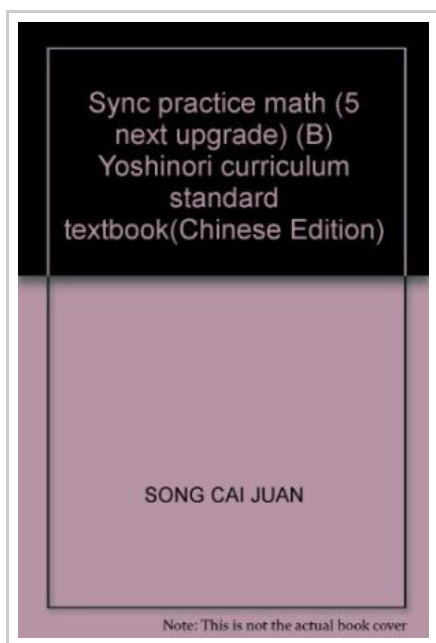 Sync practice math (5
next upgrade) (B)
Yoshinori curriculum
standard
textbook(Chinese Edition)
SONG CAI JUAN
Note: This is not the actual book cover